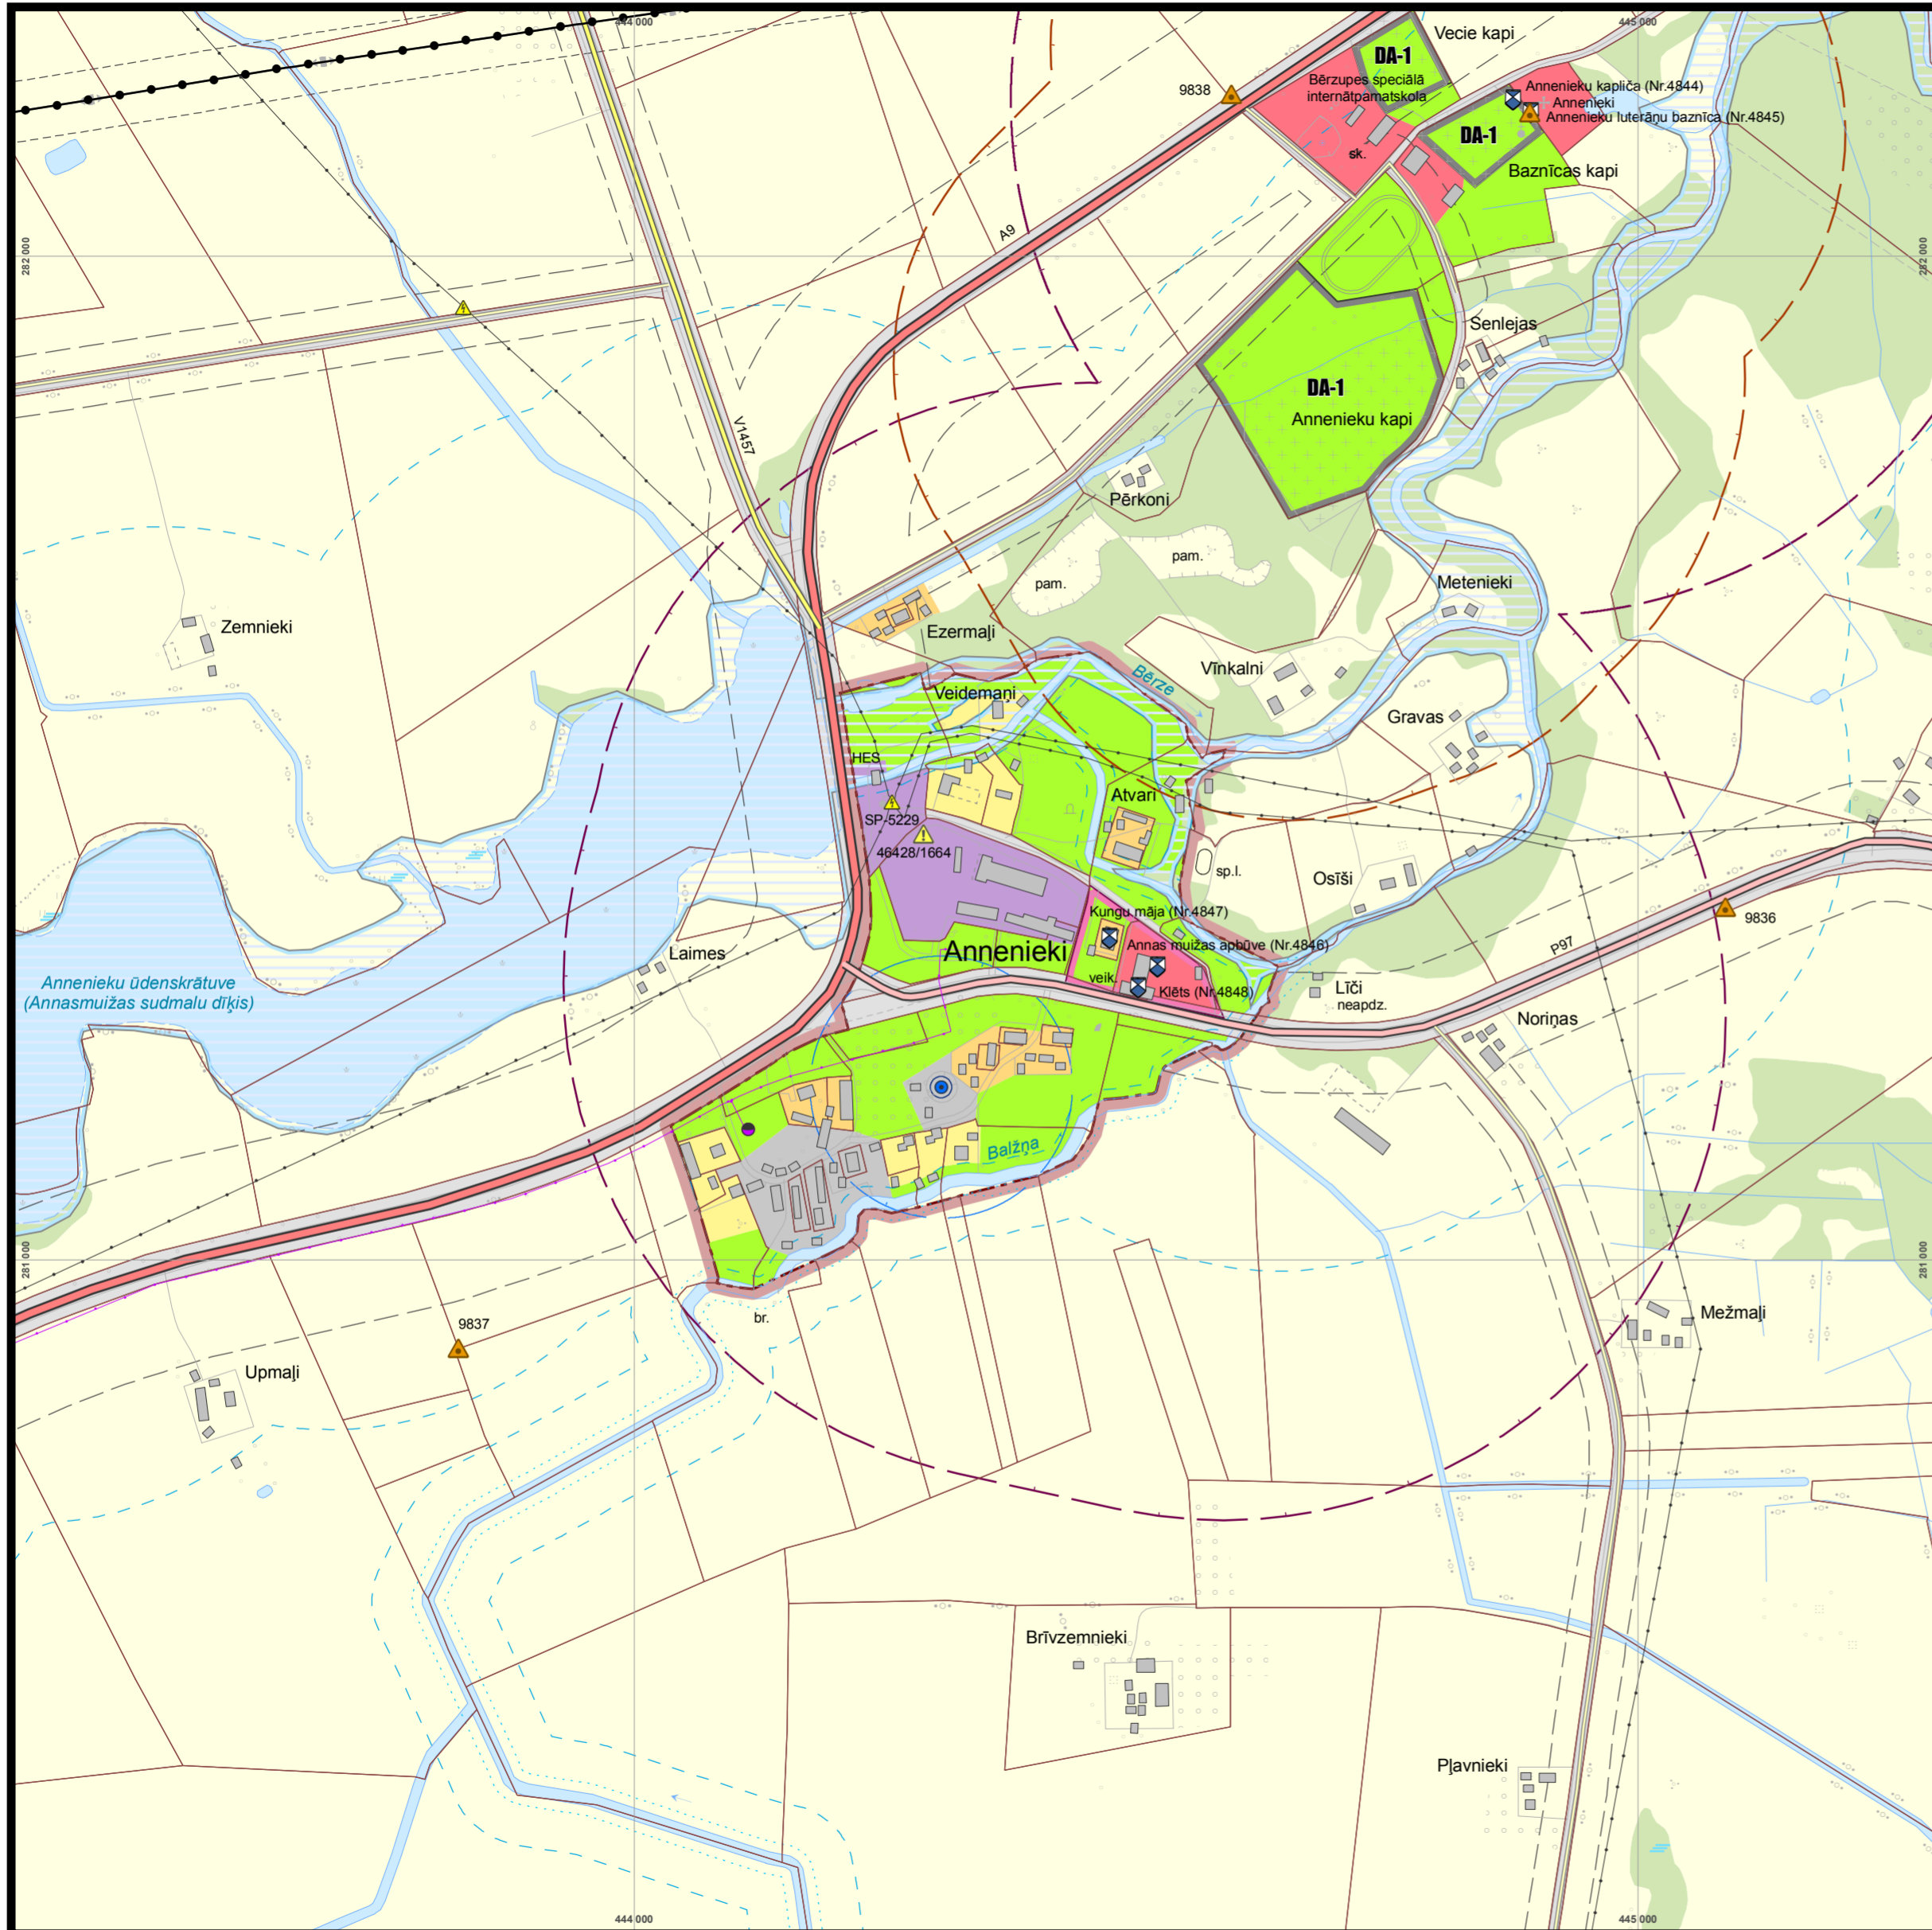 444 000
445 000
Vecie kapi
DA-1
Bērzupes speciālā
internātpamatskola
9838
Annenieku kapliča (Nr.4844)
Annenieki
Annenieku luterāņu baznīca (Nr.4845)
DA-1
sk.
Baznīcas kapi
A9
282 000
282 000
Senlejas
DA-1
Annenieku kapi
V1457
Pērkoni
pam.
pam.
Metenieki
Zemnieki
Ezermaļi
Vīnkalni
Bērze
Veidemaņi
Gravas
HES
Atvari
SP-5229
46428/1664
sp.l.
Osīši
Kungu māja (Nr.4847)
9836
P97
Annenieki
Annas muižas apbūve (Nr.4846)
Laimes
veik.
Klēts (Nr.4848)
Annenieku ūdenskrātuve
(Annasmuižas sudmalu dīķis)
Līči
neapdz.
Noriņas
Balžņa
281 000
281 000
br.
9837
Mežmaļi
Upmaļi
Brīvzemnieki
Pļavnieki
444 000
445 000